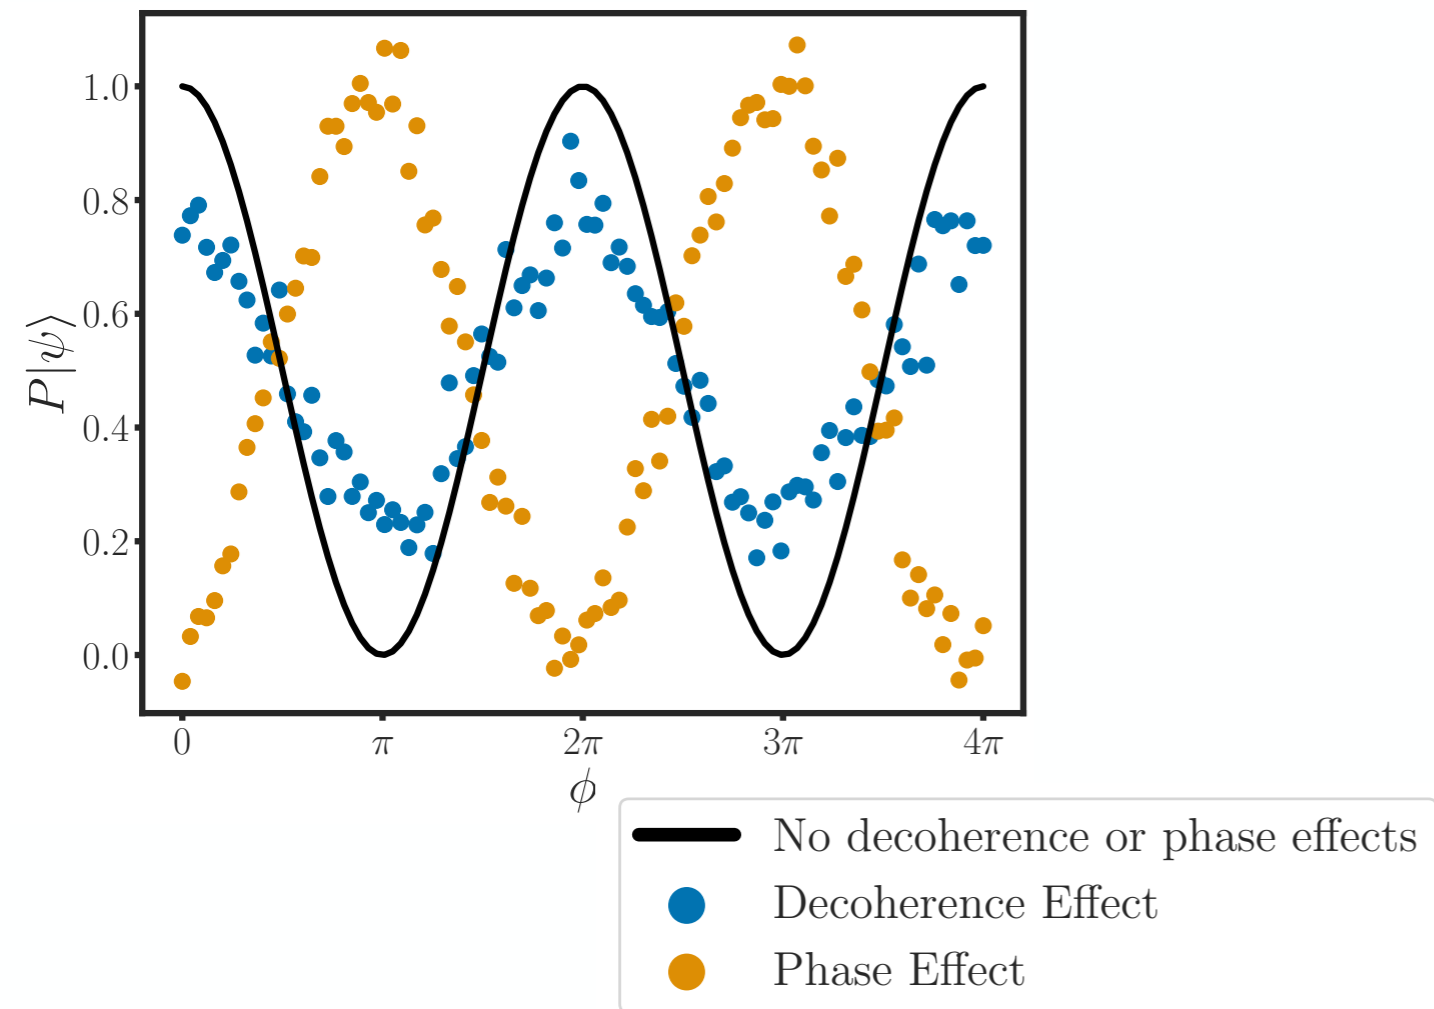 1.0
0.8
0.6
0.4
0.2
0.0
P|ψ⟩
0 π 2π 3π 4π
ϕ
No decoherence or phase effects
Decoherence Effect
Phase Effect